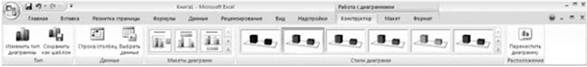 Книга1 - Microsoft Excel Работа с диаграммами
Главная Вставка Разметка страницы Формулы Данные Рецензирование Вид Надстройки Конструктор Макет Формат
Изменить тип диаграммы Сохранить как шаблон Строка/столбец Выбрать данные Переместить диаграмму
Тип Данные Макеты диаграмм Стили диаграмм Расположение